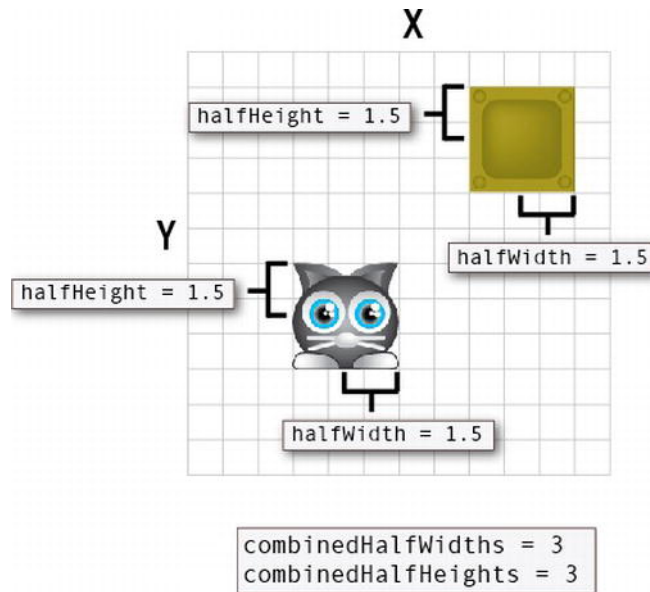 X
halfHeight = 1.5
Y
halfWidth = 1.5
halfHeight = 1.5
halfWidth = 1.5
combinedHalfWidths = 3
combinedHalfHeights = 3